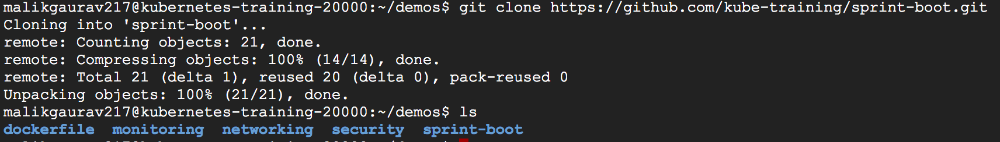 malikgaurav217@kubernetes-training-20000:~/demos$ git clone https://github.com/kube-training/sprint-boot.git
Cloning into 'sprint-boot'...
remote: Counting objects: 21, done.
remote: Compressing objects: 100% (14/14), done.
remote: Total 21 (delta 1), reused 20 (delta 0), pack-reused 0
Unpacking objects: 100% (21/21), done.
malikgaurav217@kubernetes-training-20000:~/demos$ ls
dockerfile monitoring networking security sprint-boot